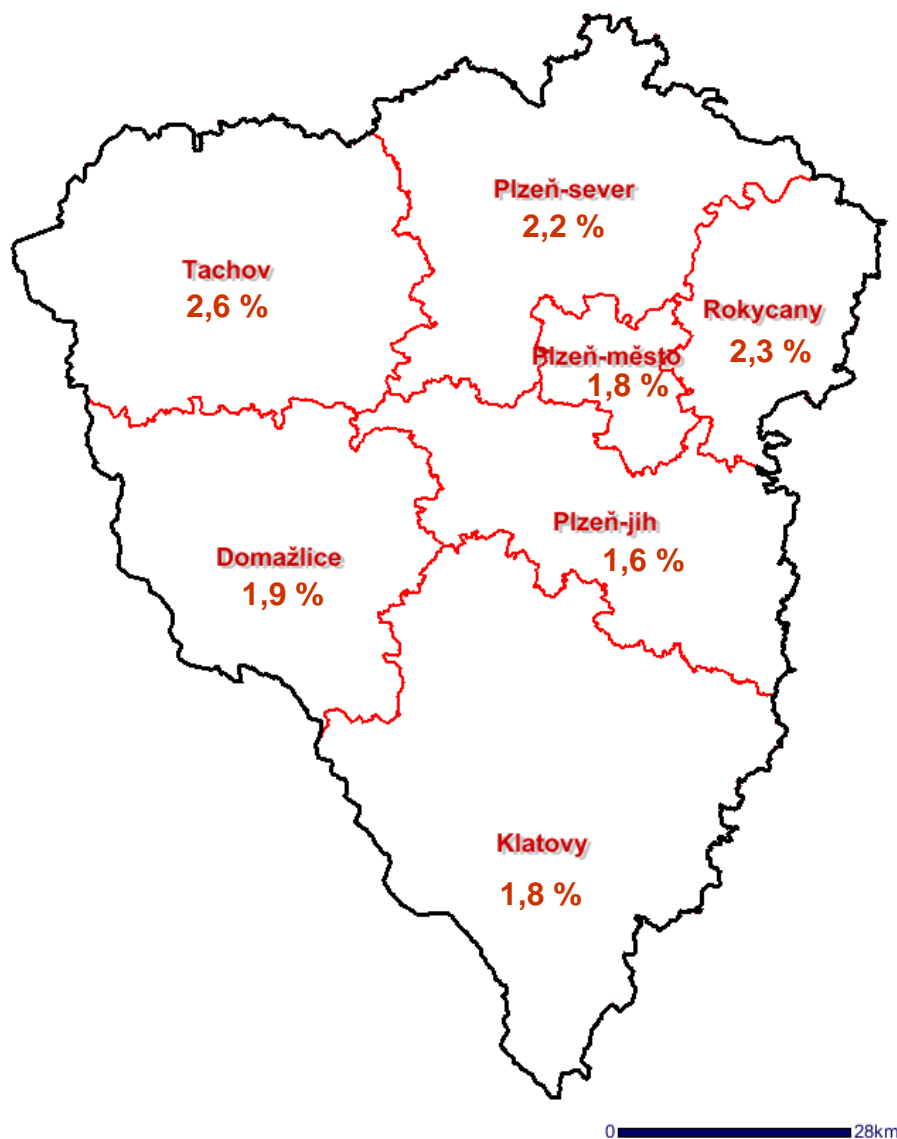 Plzeň-sever
2,2 %
Tachov
2,6 %
Rokycany
2,3 %
Plzeň-město
1,8 %
Plzeň-jih
1,6 %
Domažlice
1,9 %
Klatovy
1,8 %
0 28km